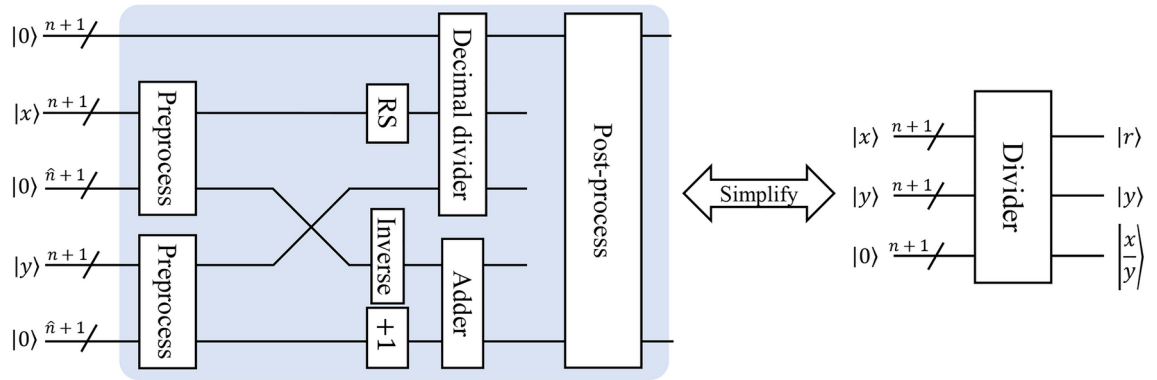 |0⟩ n + 1
|x⟩ n + 1
|0⟩ n̂ + 1
|y⟩ n + 1
|0⟩ n̂ + 1
Preprocess
Preprocess
RS
Inverse
+1
Decimal divider
Adder
Post-process
Simplify
|x⟩ n + 1
|y⟩ n + 1
|0⟩ n + 1
Divider
|r⟩
|y⟩
|x/y⟩